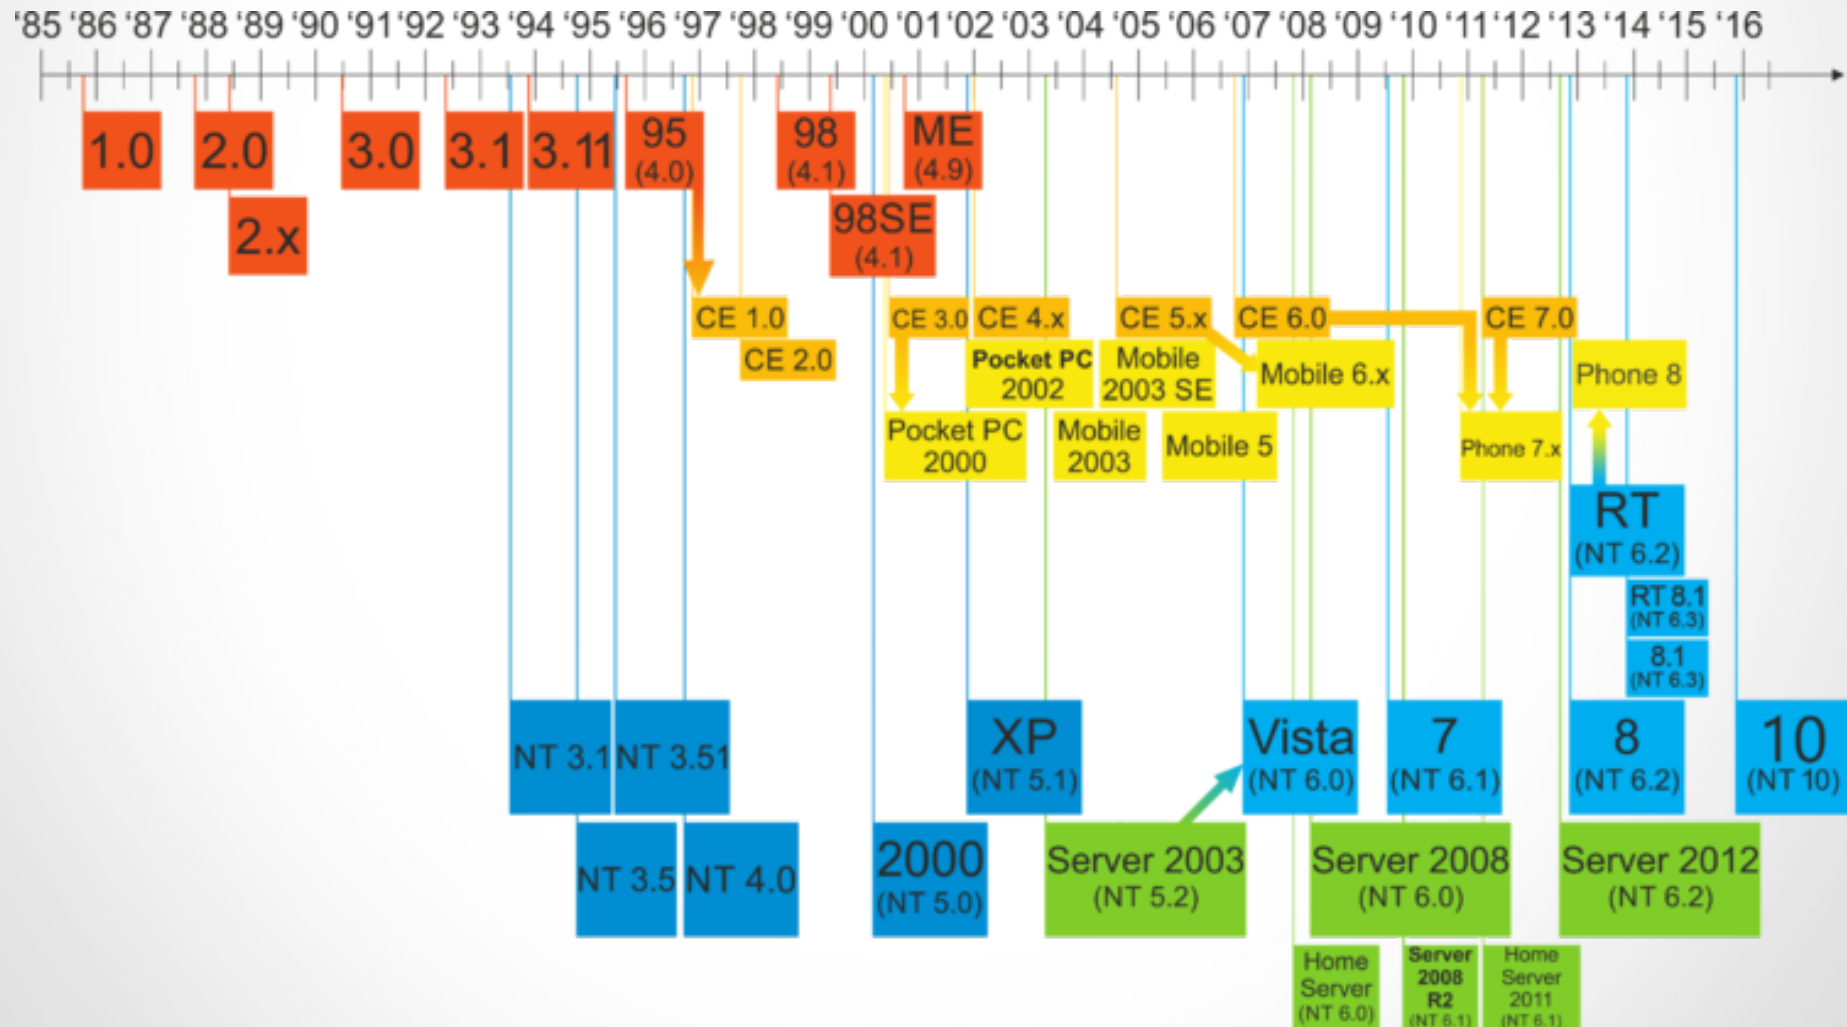 ‘85 ‘86 ‘87 ‘88 ‘89 ‘90 ‘91 ‘92 ‘93 ‘94 ‘95 ‘96 ‘97 ‘98 ‘99 ‘00 ‘01 ‘02 ‘03 ‘04 ‘05 ‘06 ‘07 ‘08 ‘09 ‘10 ‘11 ‘12 ‘13 ‘14 ‘15 ‘16
1.0
2.0
3.0
3.1
3.11
95
(4.0)
98
(4.1)
ME
(4.9)
2.x
98SE
(4.1)
CE 1.0
CE 3.0
CE 4.x
CE 5.x
CE 6.0
CE 7.0
CE 2.0
Pocket PC
2002
Mobile
2003 SE
Mobile 6.x
Phone 8
Pocket PC
2000
Mobile
2003
Mobile 5
Phone 7.x
RT
(NT 6.2)
RT 8.1
(NT 6.3)
8.1
(NT 6.3)
NT 3.1
NT 3.51
XP
(NT 5.1)
Vista
(NT 6.0)
7
(NT 6.1)
8
(NT 6.2)
10
(NT 10)
NT 3.5
NT 4.0
2000
(NT 5.0)
Server 2003
(NT 5.2)
Server 2008
(NT 6.0)
Server 2012
(NT 6.2)
Home
Server
(NT 6.0)
Server
2008
R2
(NT 6.1)
Home
Server
2011
(NT 6.1)